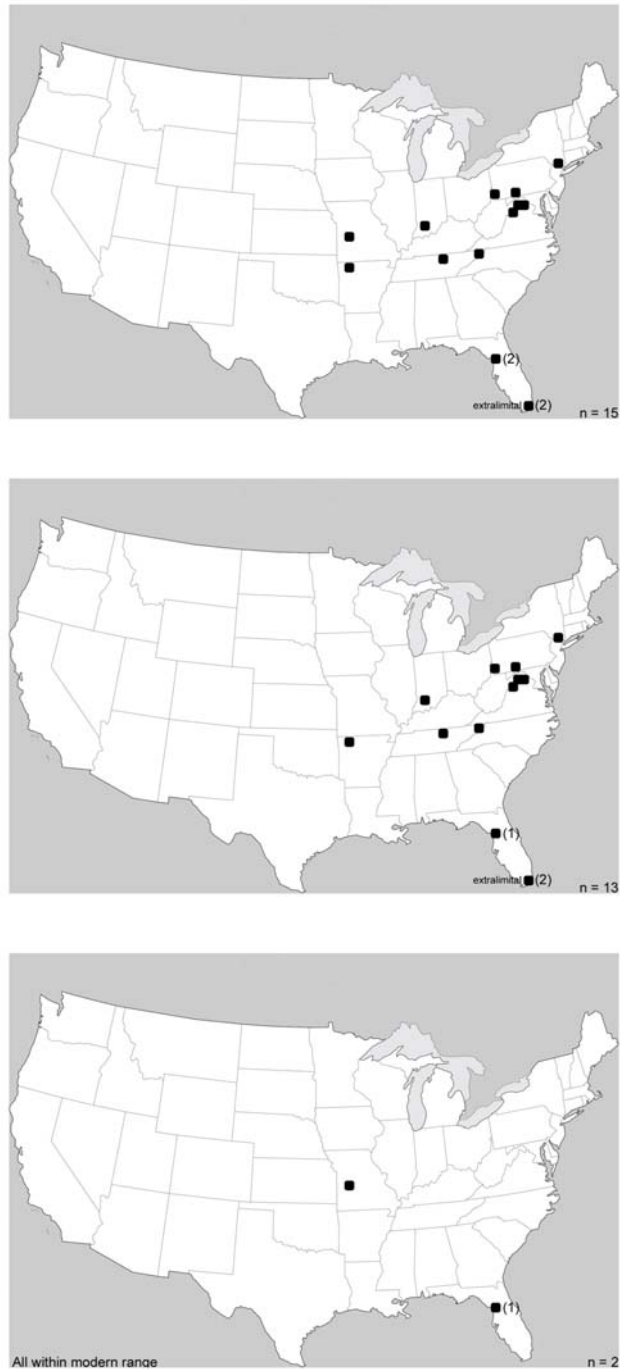 (2)
extralimital (2)
n = 15
(1)
extralimital (2)
n = 13
(1)
All within modern range n = 2